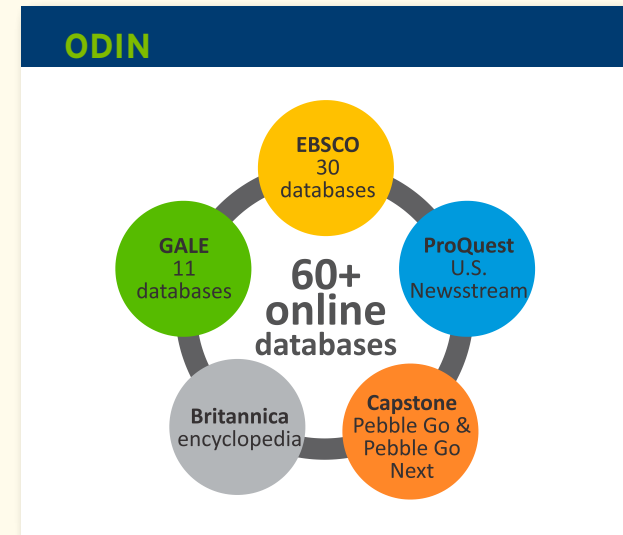 ODIN
EBSCO
30
databases
ProQuest
U.S.
Newsstream
GALE
11
databases
60+
online
databases
Capstone
Pebble Go &
Pebble Go
Next
Britannica
encyclopedia